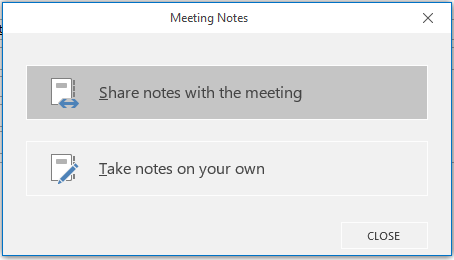 Meeting Notes
Share notes with the meeting
Take notes on your own
CLOSE